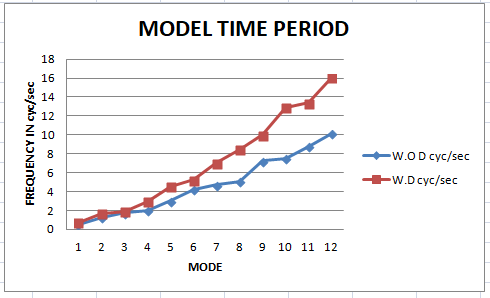 MODEL TIME PERIOD
FREQUENCY IN cyc/sec
18
16
14
12
10
8
6
4
2
0
1 2 3 4 5 6 7 8 9 10 11 12
MODE
W.O D cyc/sec
W.D cyc/sec